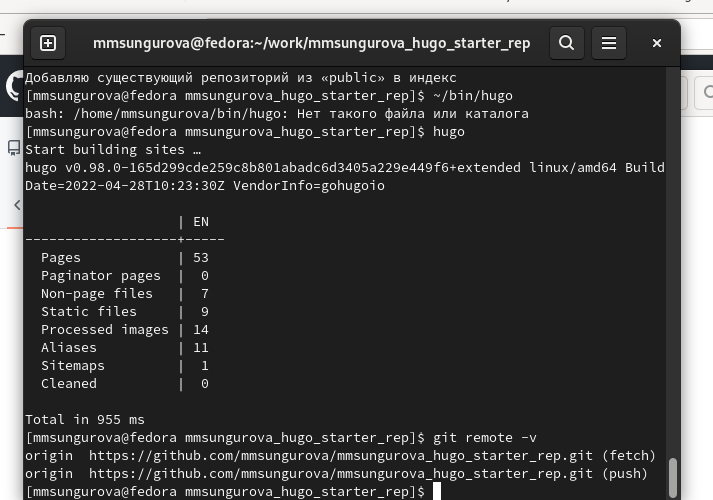 mmsungurova@fedora:~/work/mmsungurova_hugo_starter_rep
Добавляю существующий репозиторий из «public» в индекс
[mmsungurova@fedora mmsungurova_hugo_starter_rep]$ ~/bin/hugo
bash: /home/mmsungurova/bin/hugo: Нет такого файла или каталога
[mmsungurova@fedora mmsungurova_hugo_starter_rep]$ hugo
Start building sites …
hugo v0.98.0-165d299cde259c8b801abadc6d3405a229e449f6+extended linux/amd64 Build
Date=2022-04-28T10:23:30Z VendorInfo=gohugoio
                   | EN
-------------------+-----
  Pages            | 53
  Paginator pages  |  0
  Non-page files   |  7
  Static files     |  9
  Processed images | 14
  Aliases          | 11
  Sitemaps         |  1
  Cleaned          |  0
Total in 955 ms
[mmsungurova@fedora mmsungurova_hugo_starter_rep]$ git remote -v
origin  https://github.com/mmsungurova/mmsungurova_hugo_starter_rep.git (fetch)
origin  https://github.com/mmsungurova/mmsungurova_hugo_starter_rep.git (push)
[mmsungurova@fedora mmsungurova_hugo_starter_rep]$